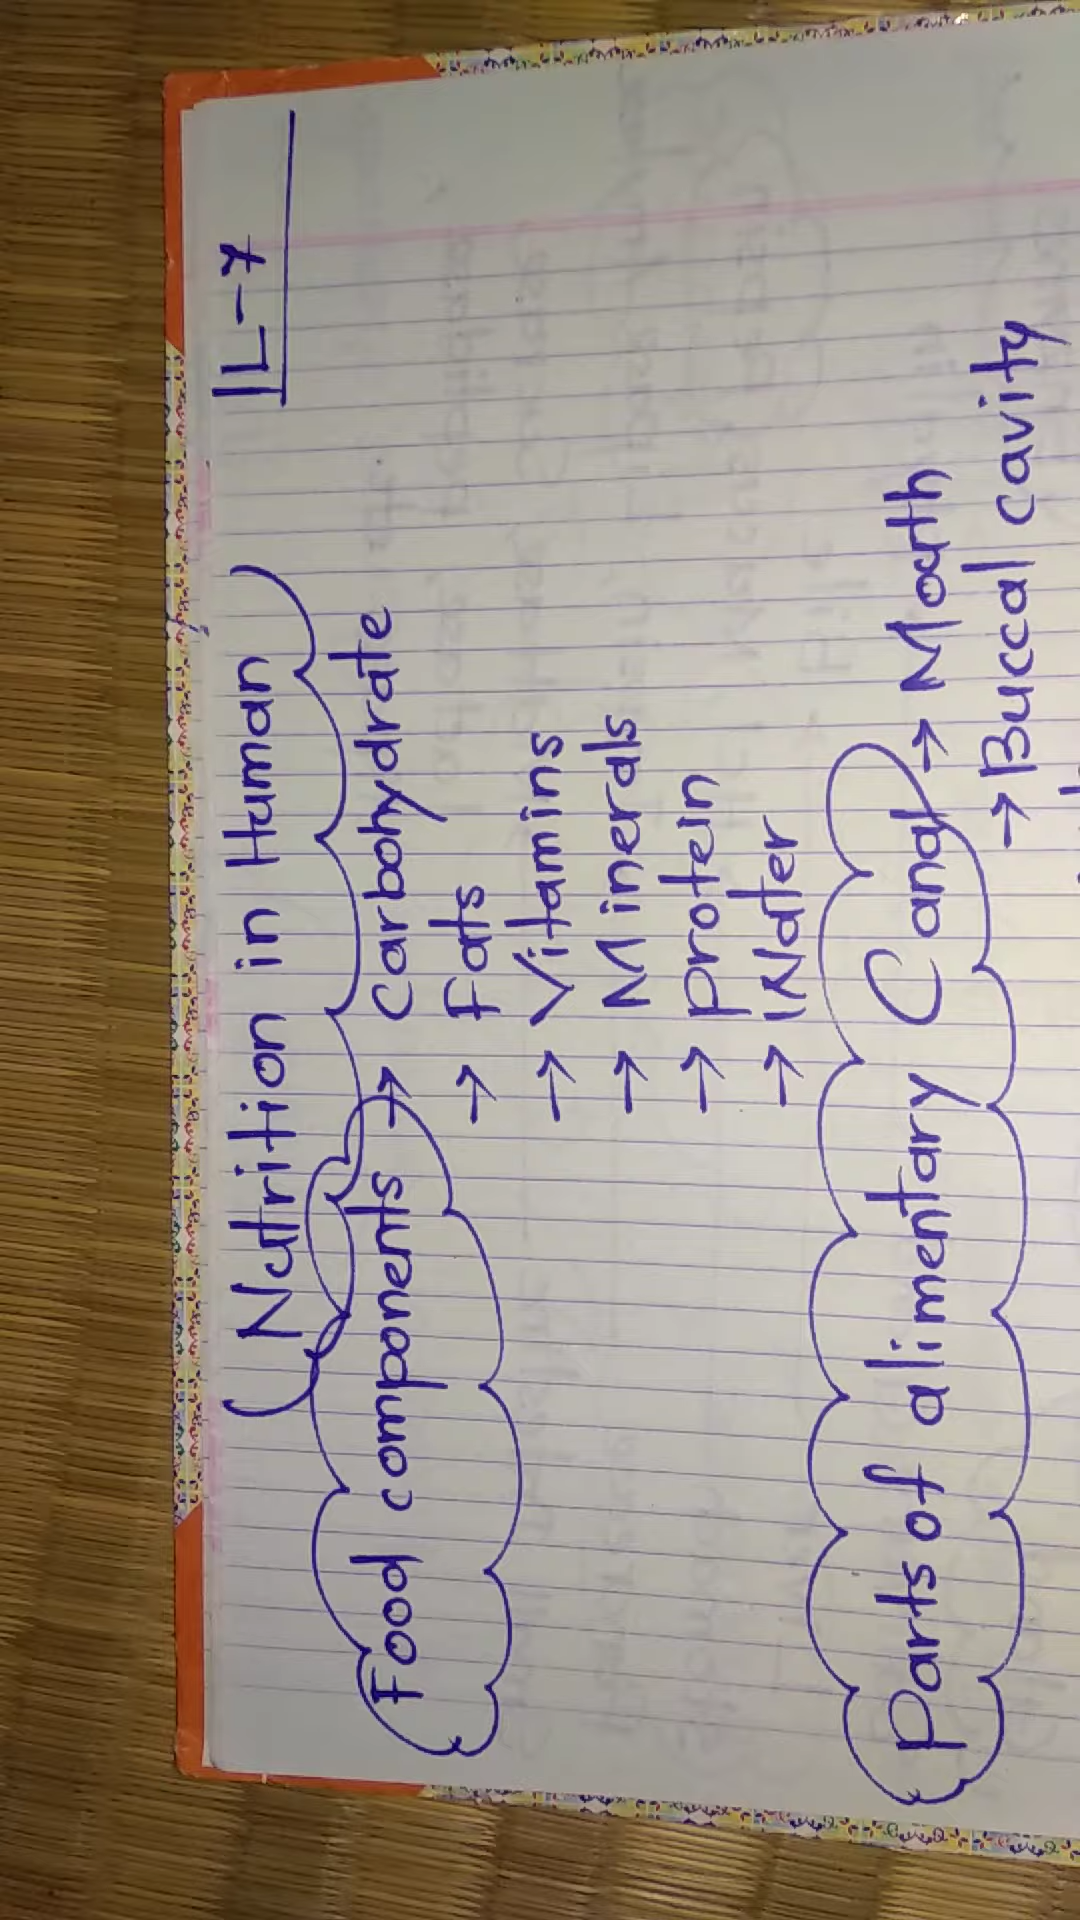 Nutrition in Human
L-7
Food components → Carbohydrate
→ Fats
→ Vitamins
→ Minerals
→ protein
→ Water
Parts of alimentary Canal → Mouth
→ Buccal cavity